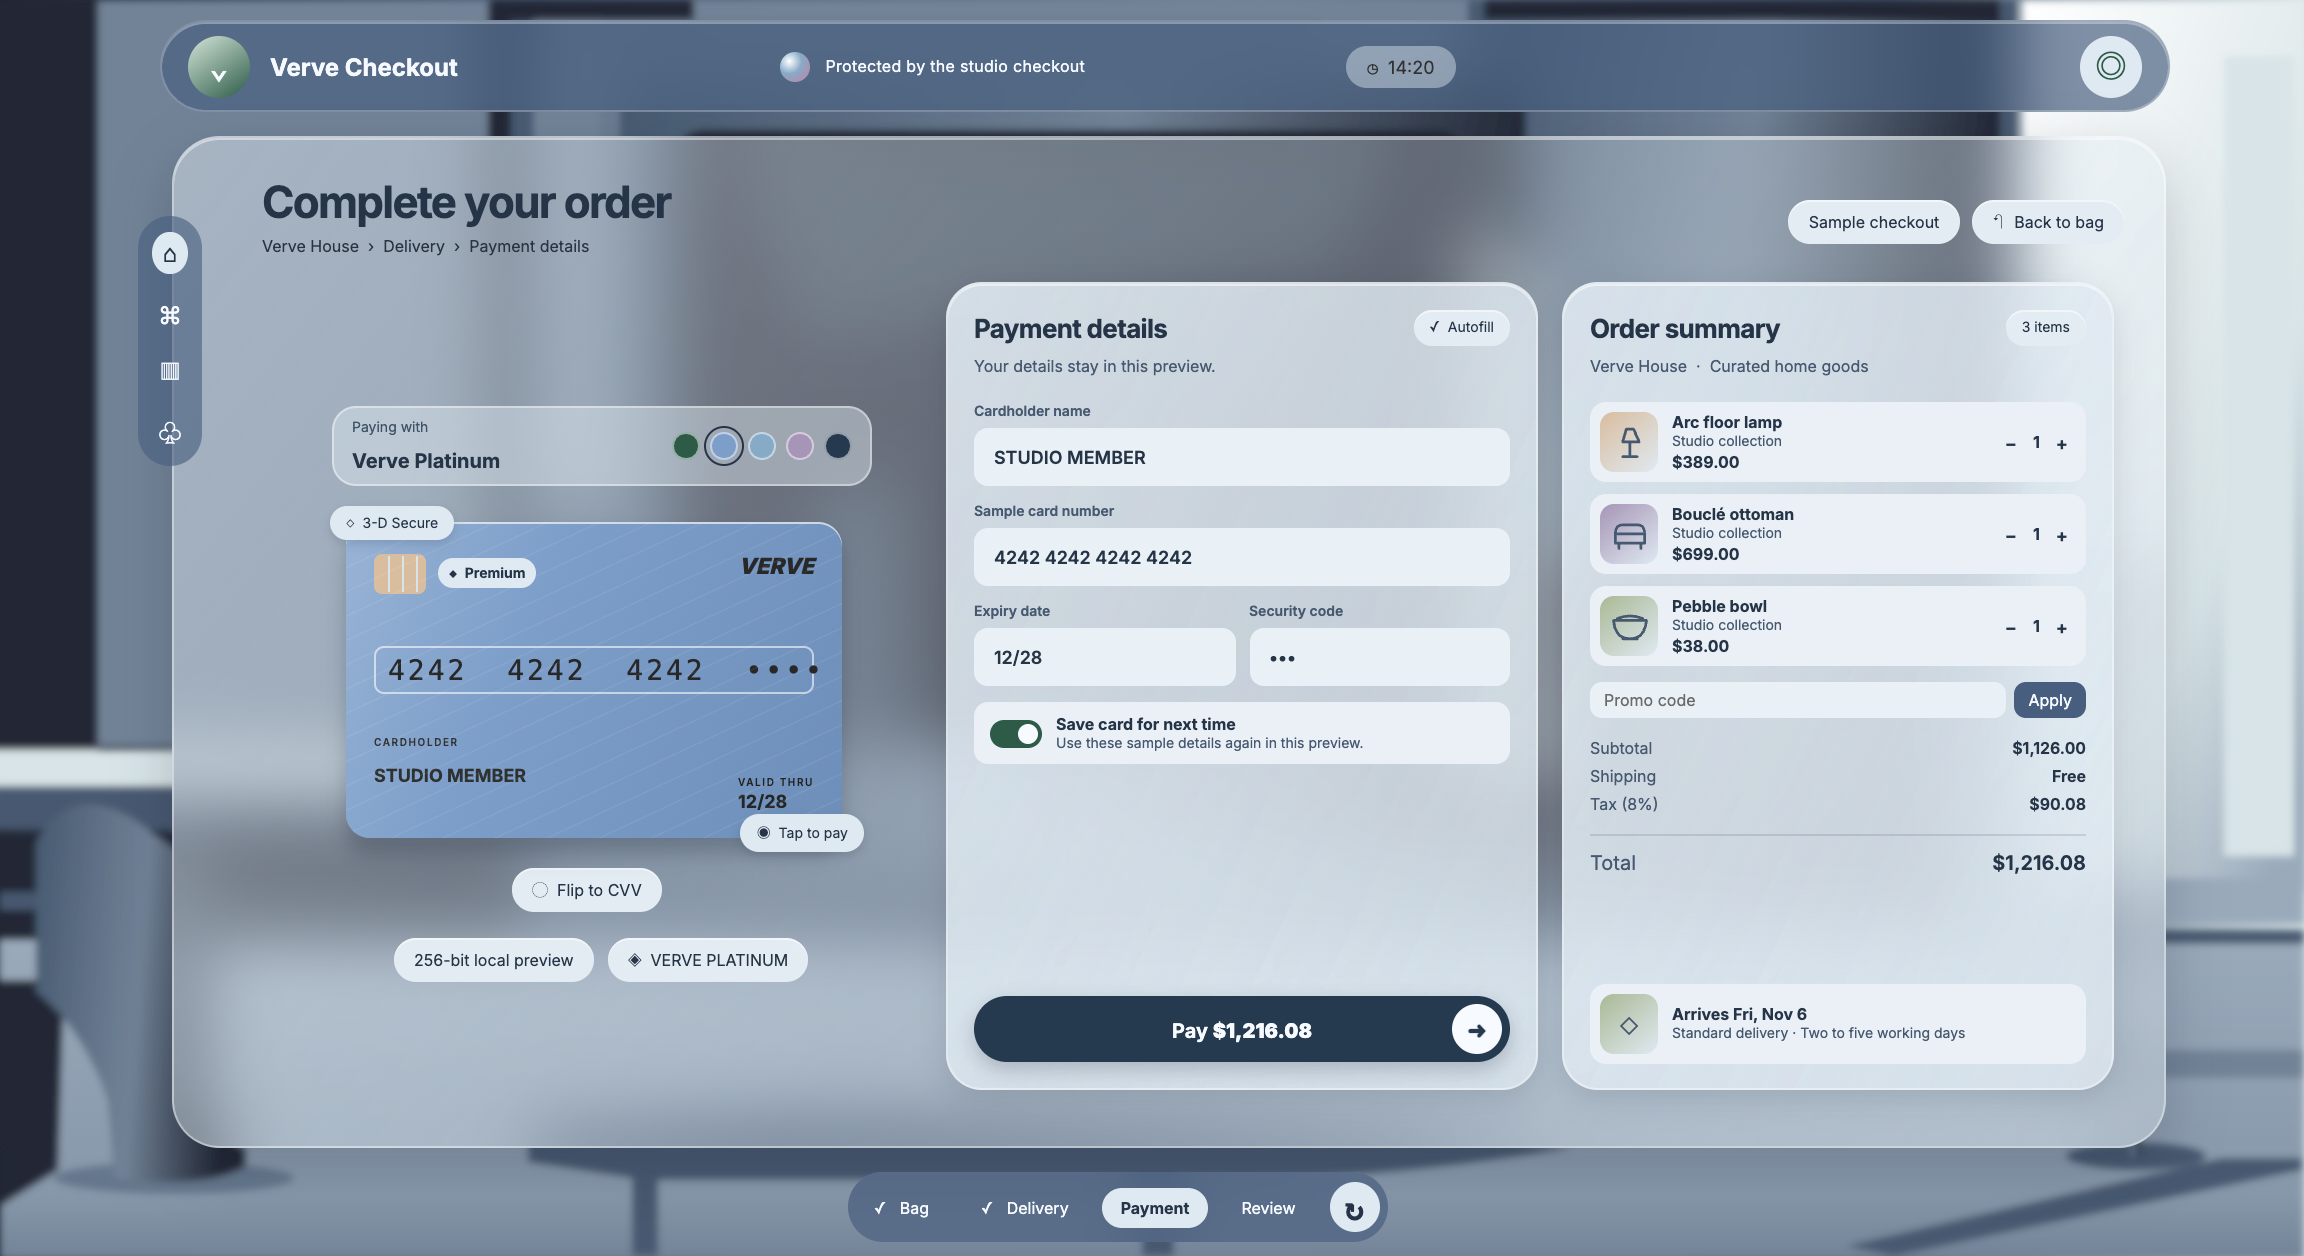 Verve Checkout
Protected by the studio checkout
14:20
Complete your order
Verve House › Delivery › Payment details
Sample checkout
Back to bag
Paying with
Verve Platinum
3-D Secure
Premium
VERVE
4242 4242 4242 ••••
CARDHOLDER
STUDIO MEMBER
VALID THRU
12/28
Tap to pay
Flip to CVV
256-bit local preview
VERVE PLATINUM
Payment details
✓ Autofill
Your details stay in this preview.
Cardholder name
STUDIO MEMBER
Sample card number
4242 4242 4242 4242
Expiry date
Security code
12/28
•••
Save card for next time
Use these sample details again in this preview.
Pay $1,216.08 ➜
Order summary
3 items
Verve House · Curated home goods
Arc floor lamp
Studio collection
$389.00
− 1 +
Bouclé ottoman
Studio collection
$699.00
− 1 +
Pebble bowl
Studio collection
$38.00
− 1 +
Promo code
Apply
Subtotal $1,126.00
Shipping Free
Tax (8%) $90.08
Total $1,216.08
Arrives Fri, Nov 6
Standard delivery · Two to five working days
✓ Bag
✓ Delivery
Payment
Review